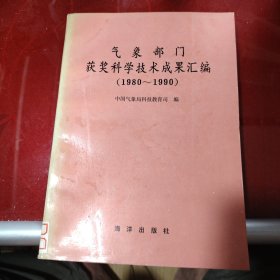 气象部门
获奖科学技术成果汇编
(1980～1990)
中国气象局科技教育司 编
海洋出版社